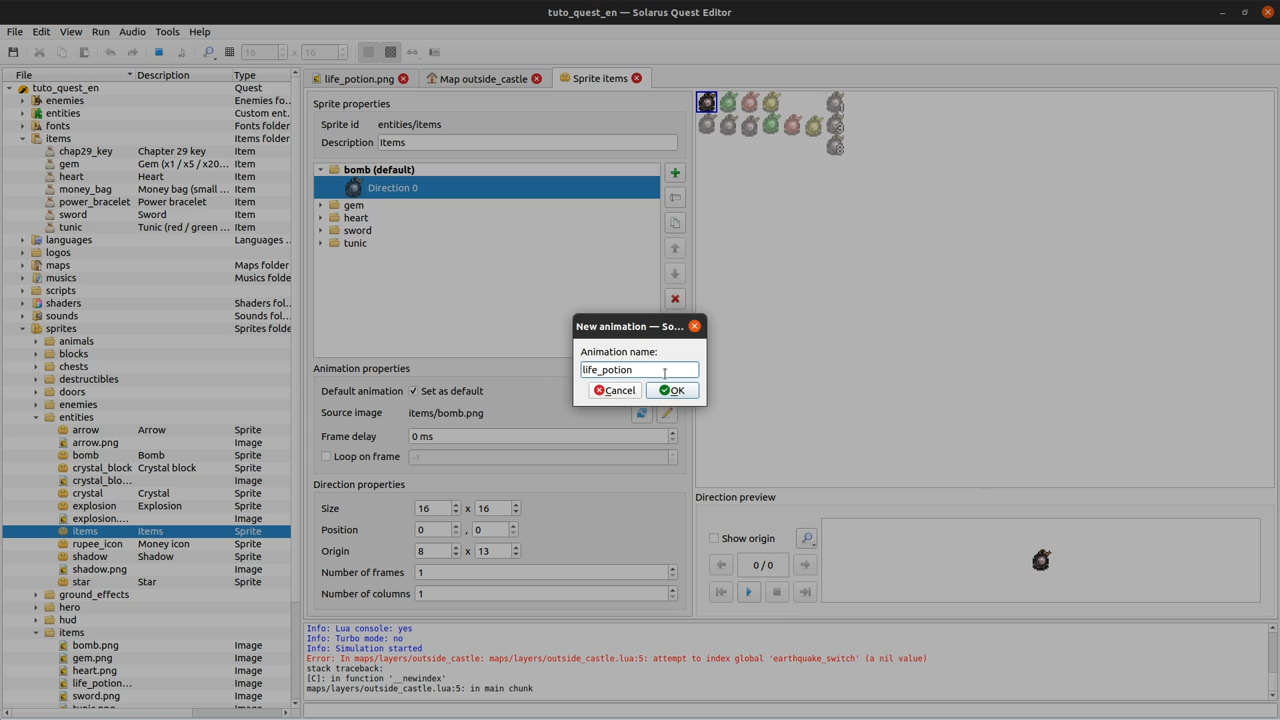 tuto_quest_en — Solarus Quest Editor
File Edit View Run Audio Tools Help
16 x 16
File Description Type
tuto_quest_en Quest
enemies Enemies fo...
entities Custom ent...
fonts Fonts folder
items Items folder
chap29_key Chapter 29 key Item
gem Gem (x1 / x5 / x20... Item
heart Heart Item
money_bag Money bag (small ... Item
power_bracelet Power bracelet Item
sword Sword Item
tunic Tunic (red / green ... Item
languages Languages ...
logos
maps Maps folder
musics Musics folder
scripts
shaders Shaders fol...
sounds Sounds fol...
sprites Sprites folde
animals
blocks
chests
destructibles
doors
enemies
entities
arrow Arrow Sprite
arrow.png Image
bomb Bomb Sprite
crystal_block Crystal block Sprite
crystal_blo... Image
crystal Crystal Sprite
explosion Explosion Sprite
explosion.... Image
items Items Sprite
rupee_icon Money icon Sprite
shadow Shadow Sprite
shadow.png Image
star Star Sprite
ground_effects
hero
hud
items
bomb.png Image
gem.png Image
heart.png Image
life_potion... Image
sword.png Image
life_potion.png Map outside_castle Sprite items
Sprite properties
Sprite id entities/items
Description Items
bomb (default)
Direction 0
gem
heart
sword
tunic
Animation properties
Default animation Set as default
Source image items/bomb.png
Frame delay 0 ms
Loop on frame -1
Direction properties
Size 16 x 16
Position 0 , 0
Origin 8 x 13
Number of frames 1
Number of columns 1
New animation — So...
Animation name:
life_potion
Cancel OK
Direction preview
Show origin
0 / 0
Info: Lua console: yes
Info: Turbo mode: no
Info: Simulation started
Error: In maps/layers/outside_castle: maps/layers/outside_castle.lua:5: attempt to index global 'earthquake_switch' (a nil value)
stack traceback:
[C]: in function '__newindex'
maps/layers/outside_castle.lua:5: in main chunk